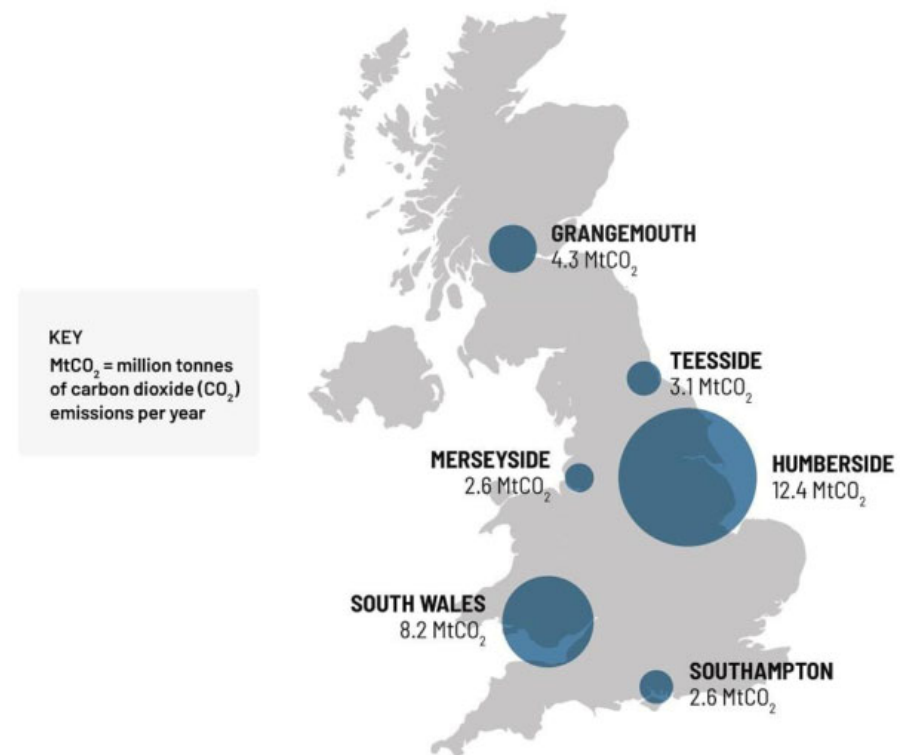 GRANGEMOUTH
4.3 MtCO₂
KEY
MtCO₂ = million tonnes
of carbon dioxide (CO₂)
emissions per year
TEESSIDE
3.1 MtCO₂
MERSEYSIDE
2.6 MtCO₂
HUMBERSIDE
12.4 MtCO₂
SOUTH WALES
8.2 MtCO₂
SOUTHAMPTON
2.6 MtCO₂